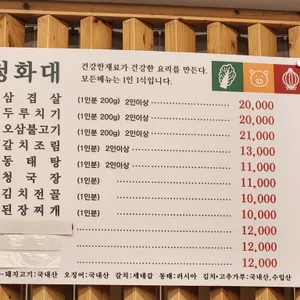 청화대
건강한재료가 건강한 요리를 만든다.
모든메뉴는 1인 1식입니다.
삼겹살 (1인분 200g) 2인이상 20,000
두루치기 (1인분 200g) 2인이상 20,000
오삼불고기 (1인분 200g) 2인이상 21,000
갈치조림 (1인분) 2인이상 13,000
동태탕 (1인분) 2인이상 11,000
청국장 (1인분) 11,000
김치전골 (1인분) 10,000
된장찌개 (1인분) 10,000
12,000
12,000
12,000
돼지고기:국내산 오징어:국내산 갈치:세네갈 동태:러시아 김치·고추가루:국내산,수입산